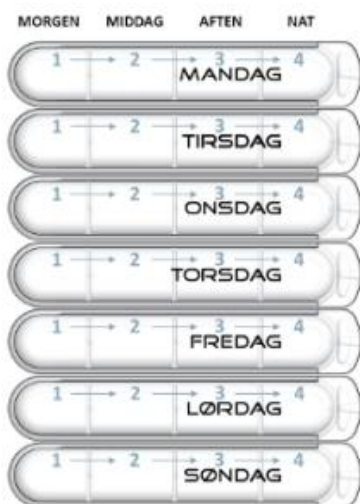 MORGEN MIDDAG AFTEN NAT
1 2 3 4
MANDAG
1 2 3 4
TIRSDAG
1 2 3 4
ONSDAG
1 2 3 4
TORSDAG
1 2 3 4
FREDAG
1 2 3 4
LØRDAG
1 2 3 4
SØNDAG